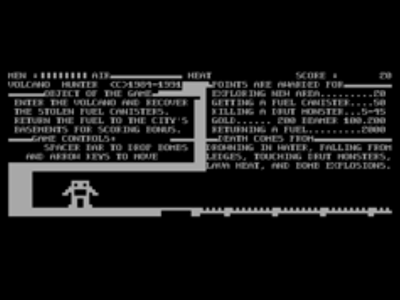 MEN : AIR HEAT SCORE : 20
VOLCANO HUNTER (C)1984-1991
OBJECT OF THE GAME
ENTER THE VOLCANO AND RECOVER
THE STOLEN FUEL CANISTERS.
RETURN THE FUEL TO THE CITY'S
BASEMENTS FOR SCORING BONUS.
GAME CONTROLS:
SPACER BAR TO DROP BOMBS
AND ARROW KEYS TO MOVE
POINTS ARE AWARDED FOR
EXPLORING NEW AREA.........20
GETTING A FUEL CANISTER....50
KILLING A DRUT MONSTER...5-45
GOLD...... 200 BEAMER 100,200
RETURNING A FUEL.........2000
DEATH COMES FROM
DROWNING IN WATER, FALLING FROM
LEDGES, TOUCHING DRUT MONSTERS,
LAVA HEAT, AND BOMB EXPLOSIONS.